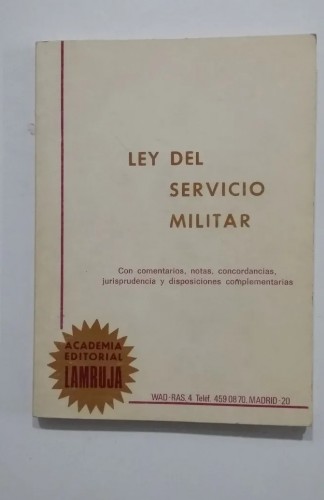 LEY DEL
SERVICIO
MILITAR
Con comentarios, notas, concordancias,
jurisprudencia y disposiciones complementarias
ACADEMIA
EDITORIAL
LAMRUJA
WAD-RAS, 4 Telef. 459 08 70. MADRID-20